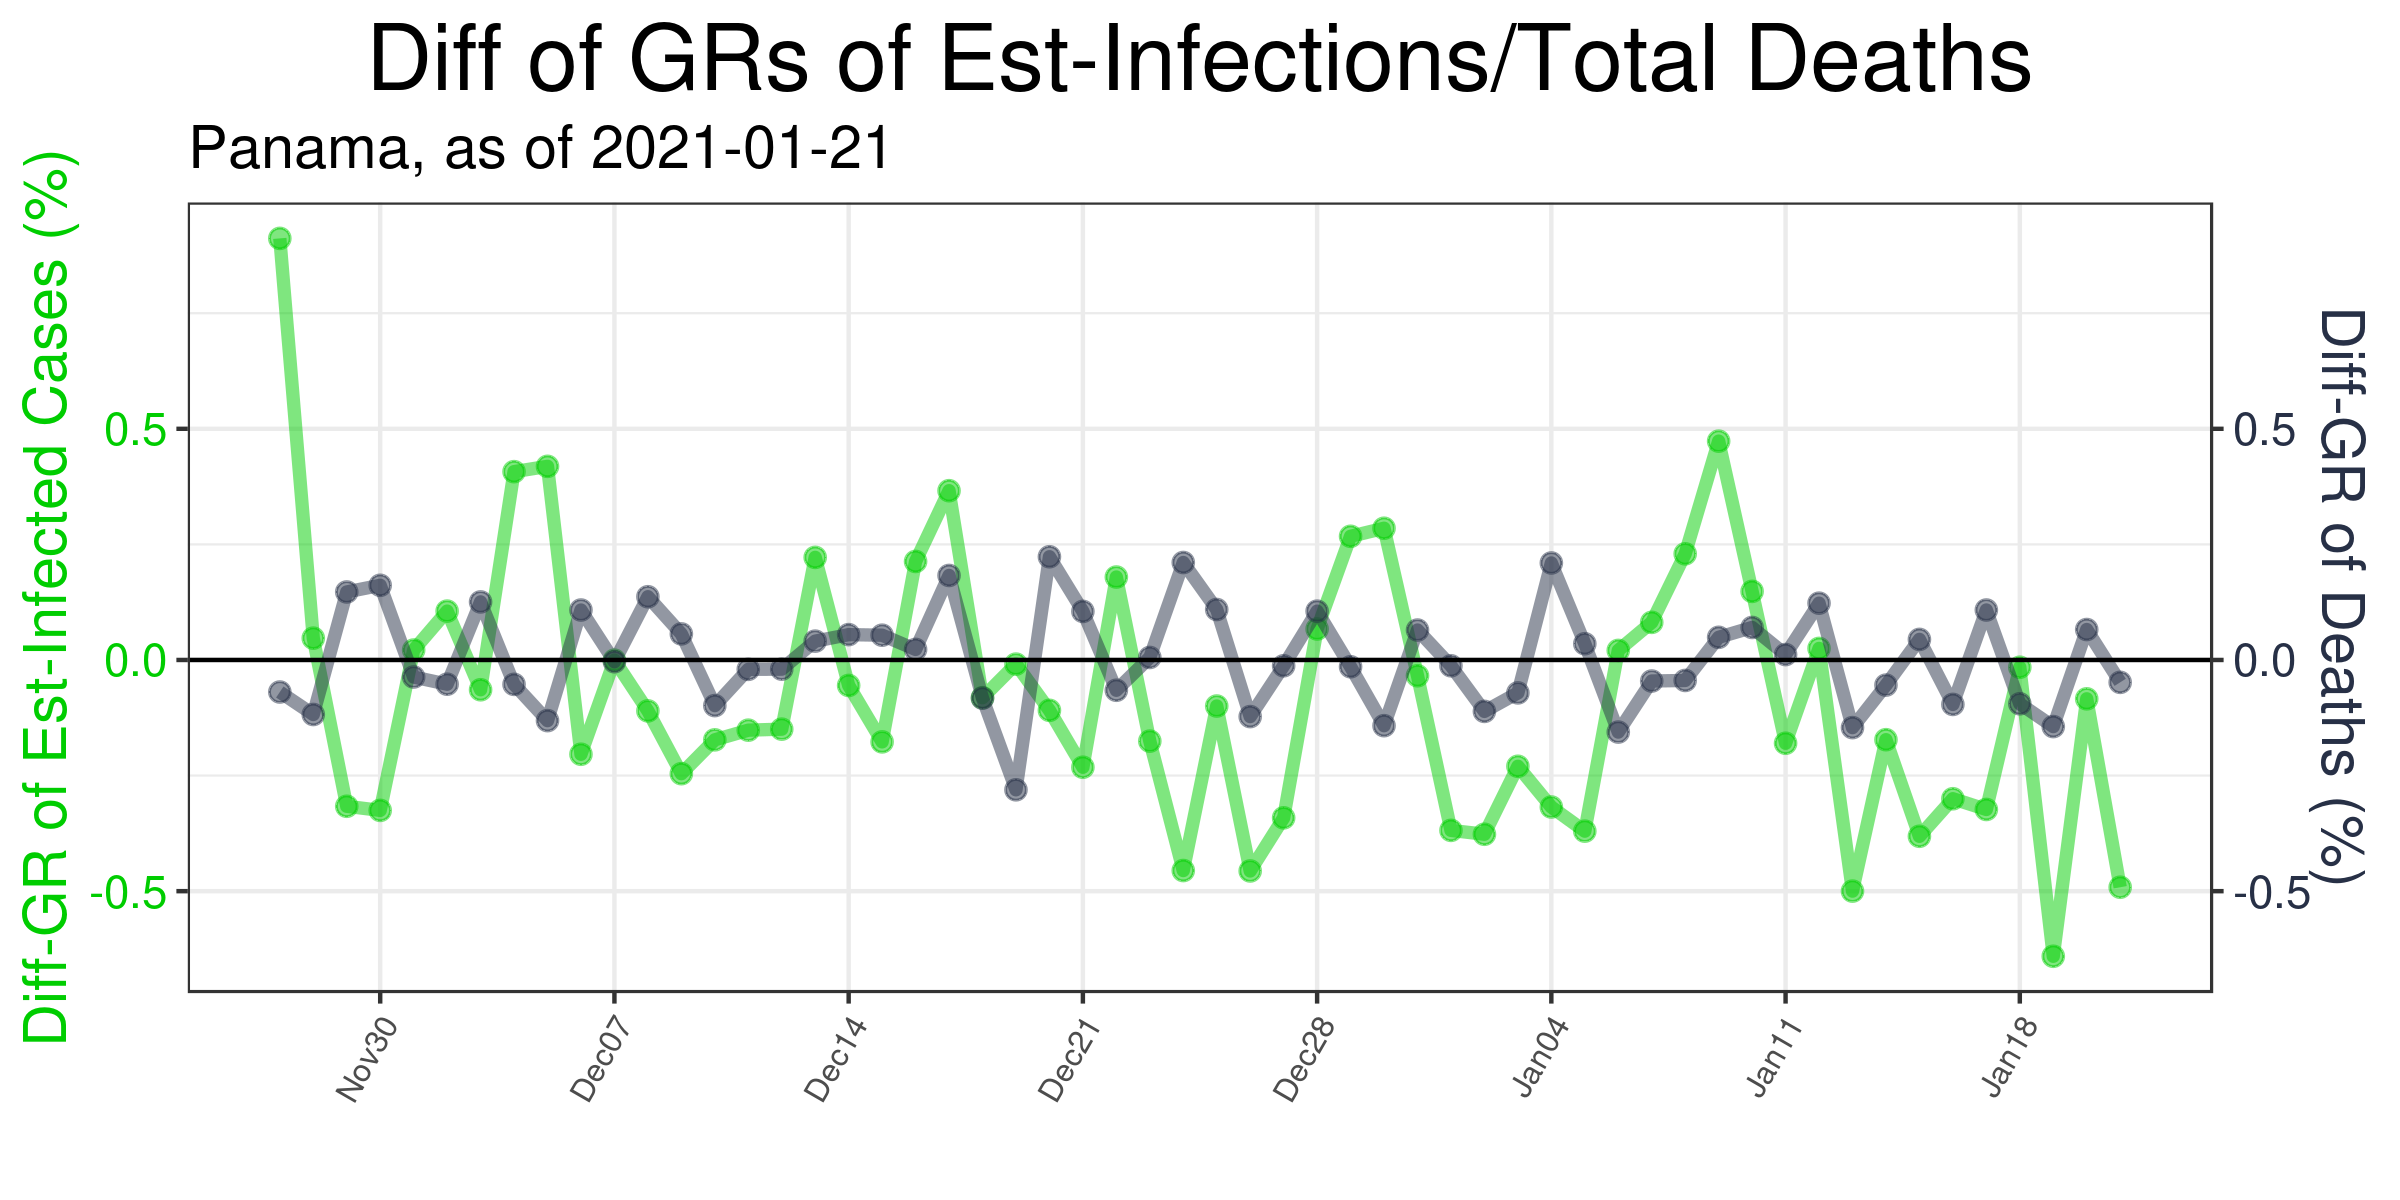 Diff of GRs of Est-Infections/Total Deaths
Panama, as of 2021-01-21
Diff-GR of Est-Infected Cases (%)
0.5
0.0
-0.5
0.5
0.0
-0.5
Diff-GR of Deaths (%)
Nov30
Dec07
Dec14
Dec21
Dec28
Jan04
Jan11
Jan18